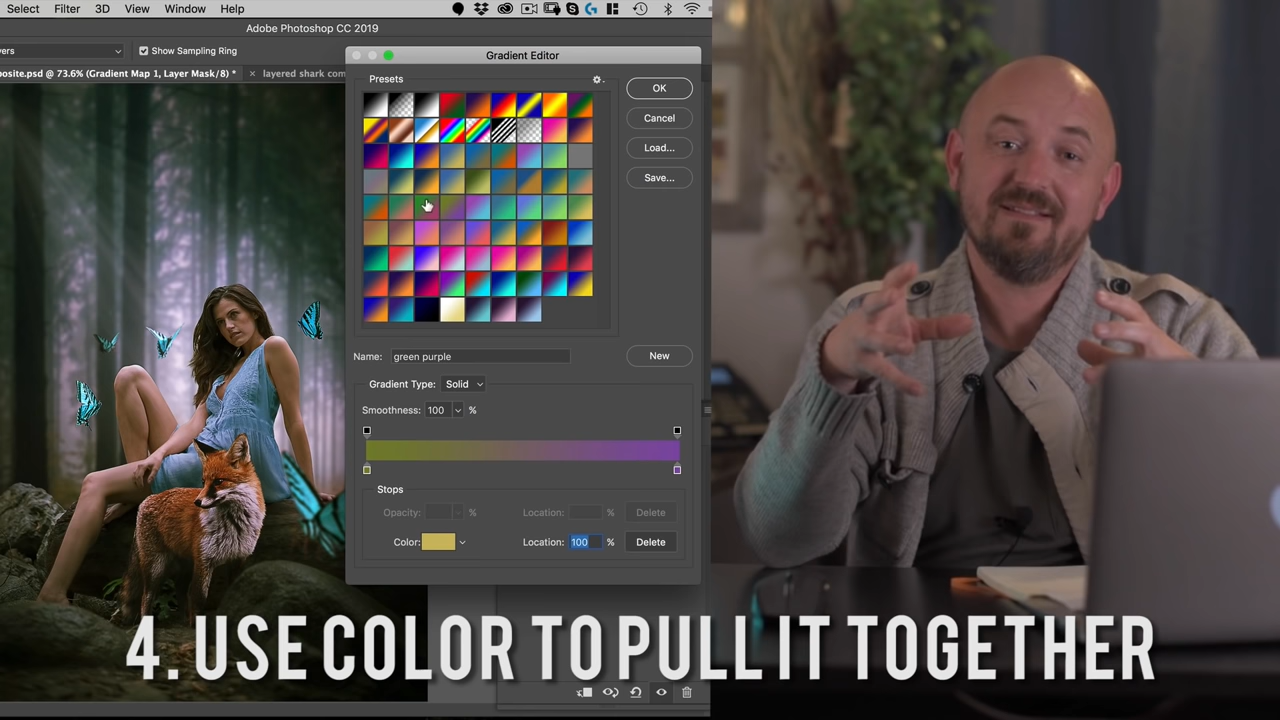 Select Filter 3D View Window Help
Adobe Photoshop CC 2019
Show Sampling Ring
posite.psd @ 73.6% (Gradient Map 1, Layer Mask/8) *
× layered shark com
Gradient Editor
Presets
OK
Cancel
Load...
Save...
Name: green purple
New
Gradient Type: Solid
Smoothness: 100 %
Stops
Opacity: %
Location: %
Delete
Color:
Location: 100 %
Delete
4. USE COLOR TO PULL IT TOGETHER